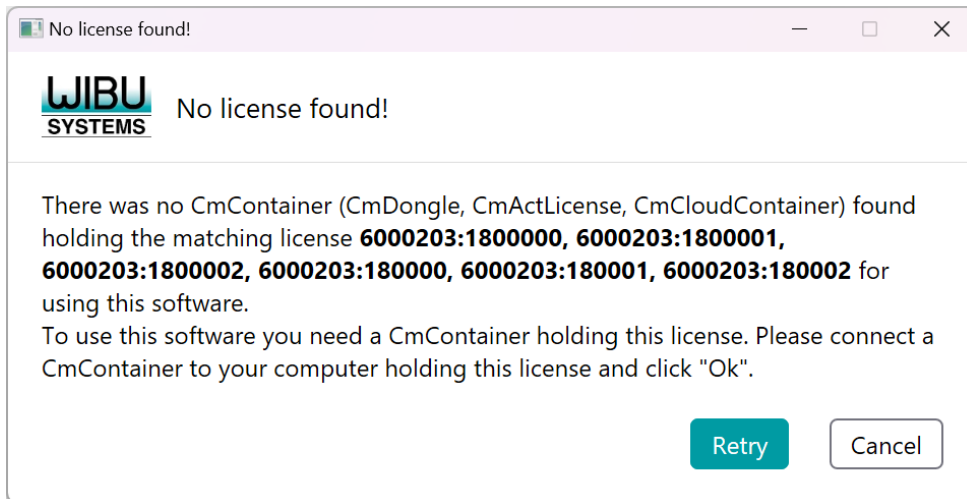 No license found!
WIBU
SYSTEMS
No license found!
There was no CmContainer (CmDongle, CmActLicense, CmCloudContainer) found
holding the matching license 6000203:1800000, 6000203:1800001,
6000203:1800002, 6000203:180000, 6000203:180001, 6000203:180002 for
using this software.
To use this software you need a CmContainer holding this license. Please connect a
CmContainer to your computer holding this license and click "Ok".
Retry
Cancel